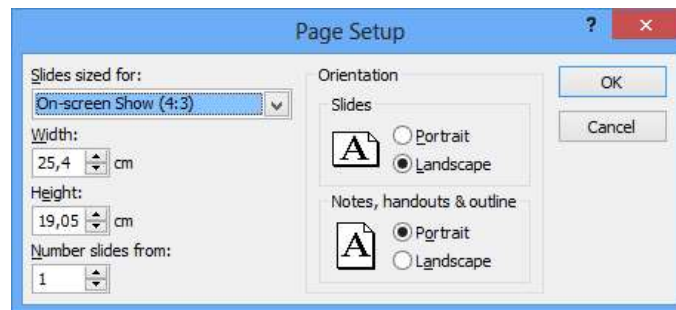 Page Setup
?
Slides sized for:
On-screen Show (4:3)
Width:
25,4 cm
Height:
19,05 cm
Number slides from:
1
Orientation
Slides
A
Portrait
Landscape
Notes, handouts & outline
A
Portrait
Landscape
OK
Cancel